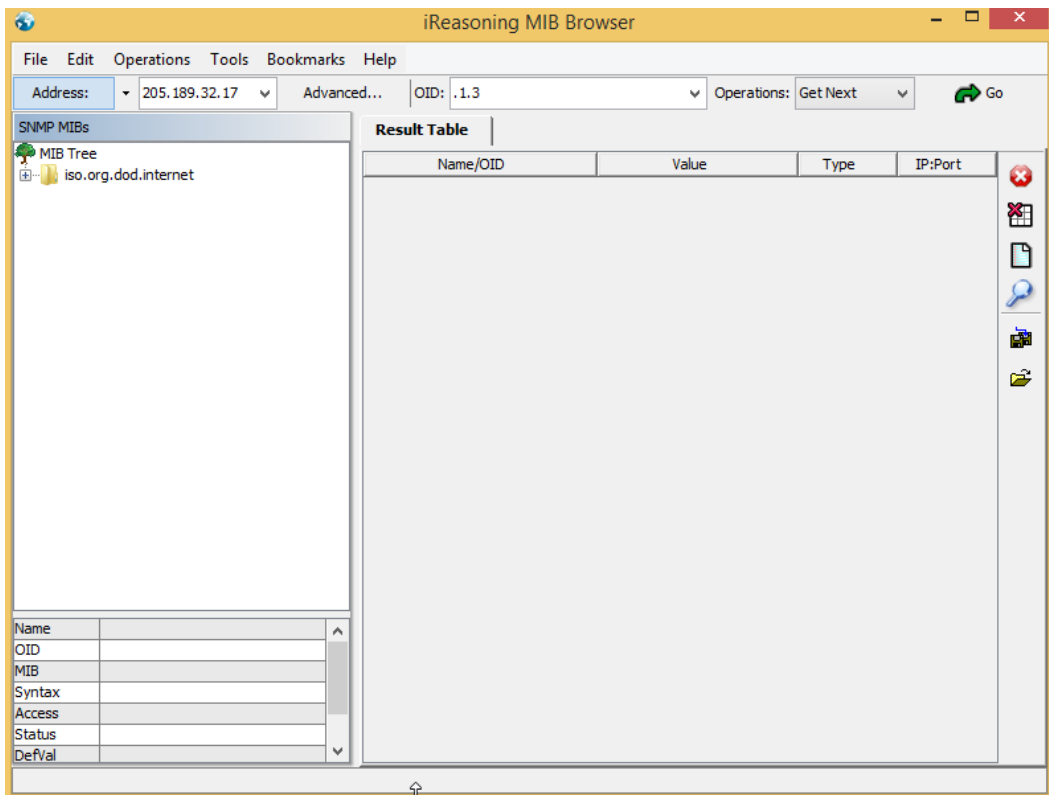 iReasoning MIB Browser
File Edit Operations Tools Bookmarks Help
Address: 205.189.32.17 Advanced... OID: .1.3 Operations: Get Next Go
SNMP MIBs
MIB Tree
iso.org.dod.internet
Result Table
Name/OID Value Type IP:Port
Name
OID
MIB
Syntax
Access
Status
DefVal